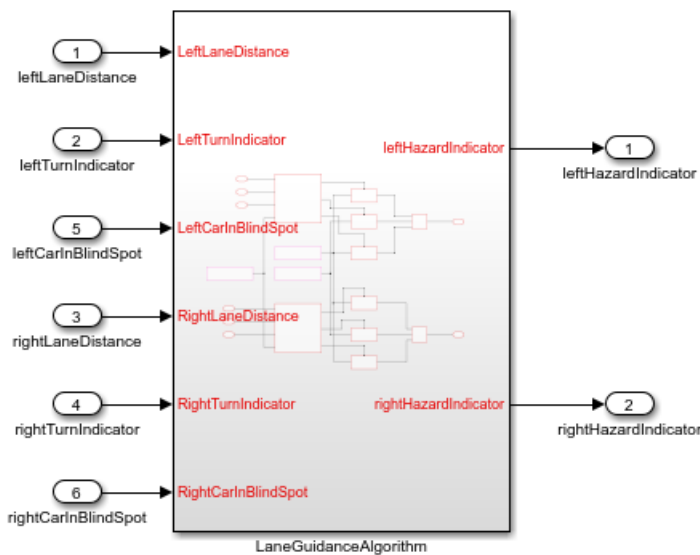 1
leftLaneDistance
LeftLaneDistance
2
leftTurnIndicator
LeftTurnIndicator
5
leftCarInBlindSpot
LeftCarInBlindSpot
3
rightLaneDistance
RightLaneDistance
4
rightTurnIndicator
RightTurnIndicator
6
rightCarInBlindSpot
RightCarInBlindSpot
leftHazardIndicator
1
leftHazardIndicator
rightHazardIndicator
2
rightHazardIndicator
LaneGuidanceAlgorithm